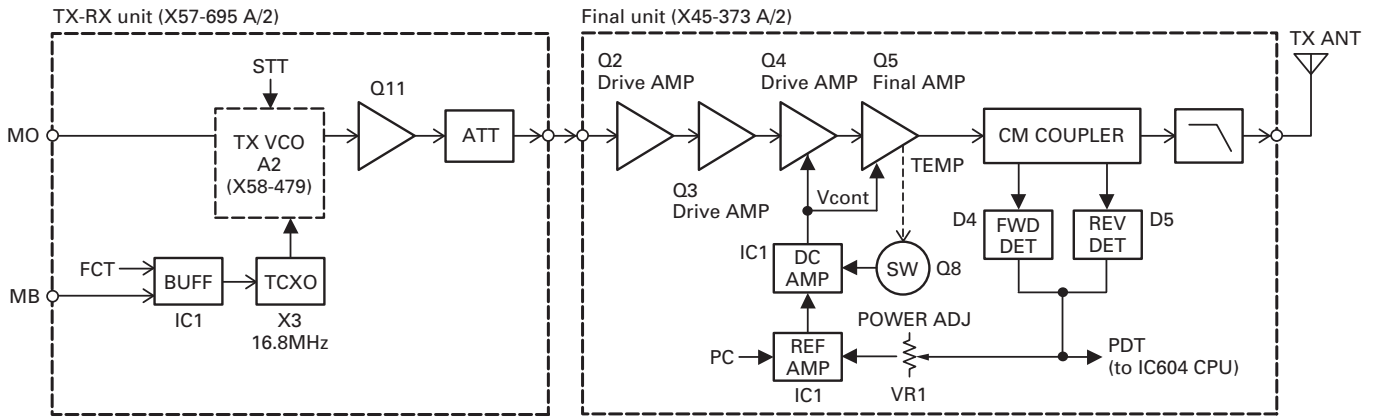 TX-RX unit (X57-695 A/2)
Final unit (X45-373 A/2)
TX ANT
STT
Q11
Q2
Drive AMP
Q4
Drive AMP
Q5
Final AMP
MO
TX VCO
A2
(X58-479)
ATT
CM COUPLER
TEMP
Q3
Drive AMP
Vcont
D4
FWD
DET
REV
DET
D5
IC1
DC
AMP
SW
Q8
FCT
MB
BUFF
TCXO
IC1
X3
16.8MHz
POWER ADJ
PC
REF
AMP
IC1
VR1
PDT
(to IC604 CPU)